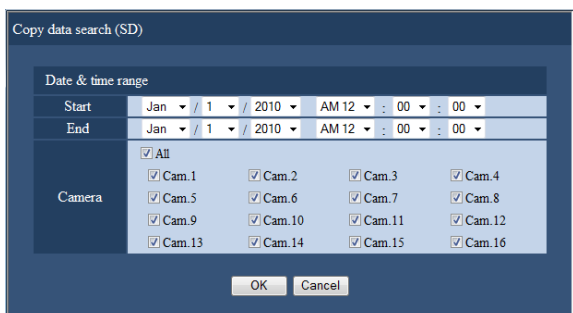 Copy data search (SD)
Date & time range
Start Jan / 1 / 2010 AM 12 : 00 : 00
End Jan / 1 / 2010 AM 12 : 00 : 00
All
Cam.1 Cam.2 Cam.3 Cam.4
Camera Cam.5 Cam.6 Cam.7 Cam.8
Cam.9 Cam.10 Cam.11 Cam.12
Cam.13 Cam.14 Cam.15 Cam.16
OK Cancel